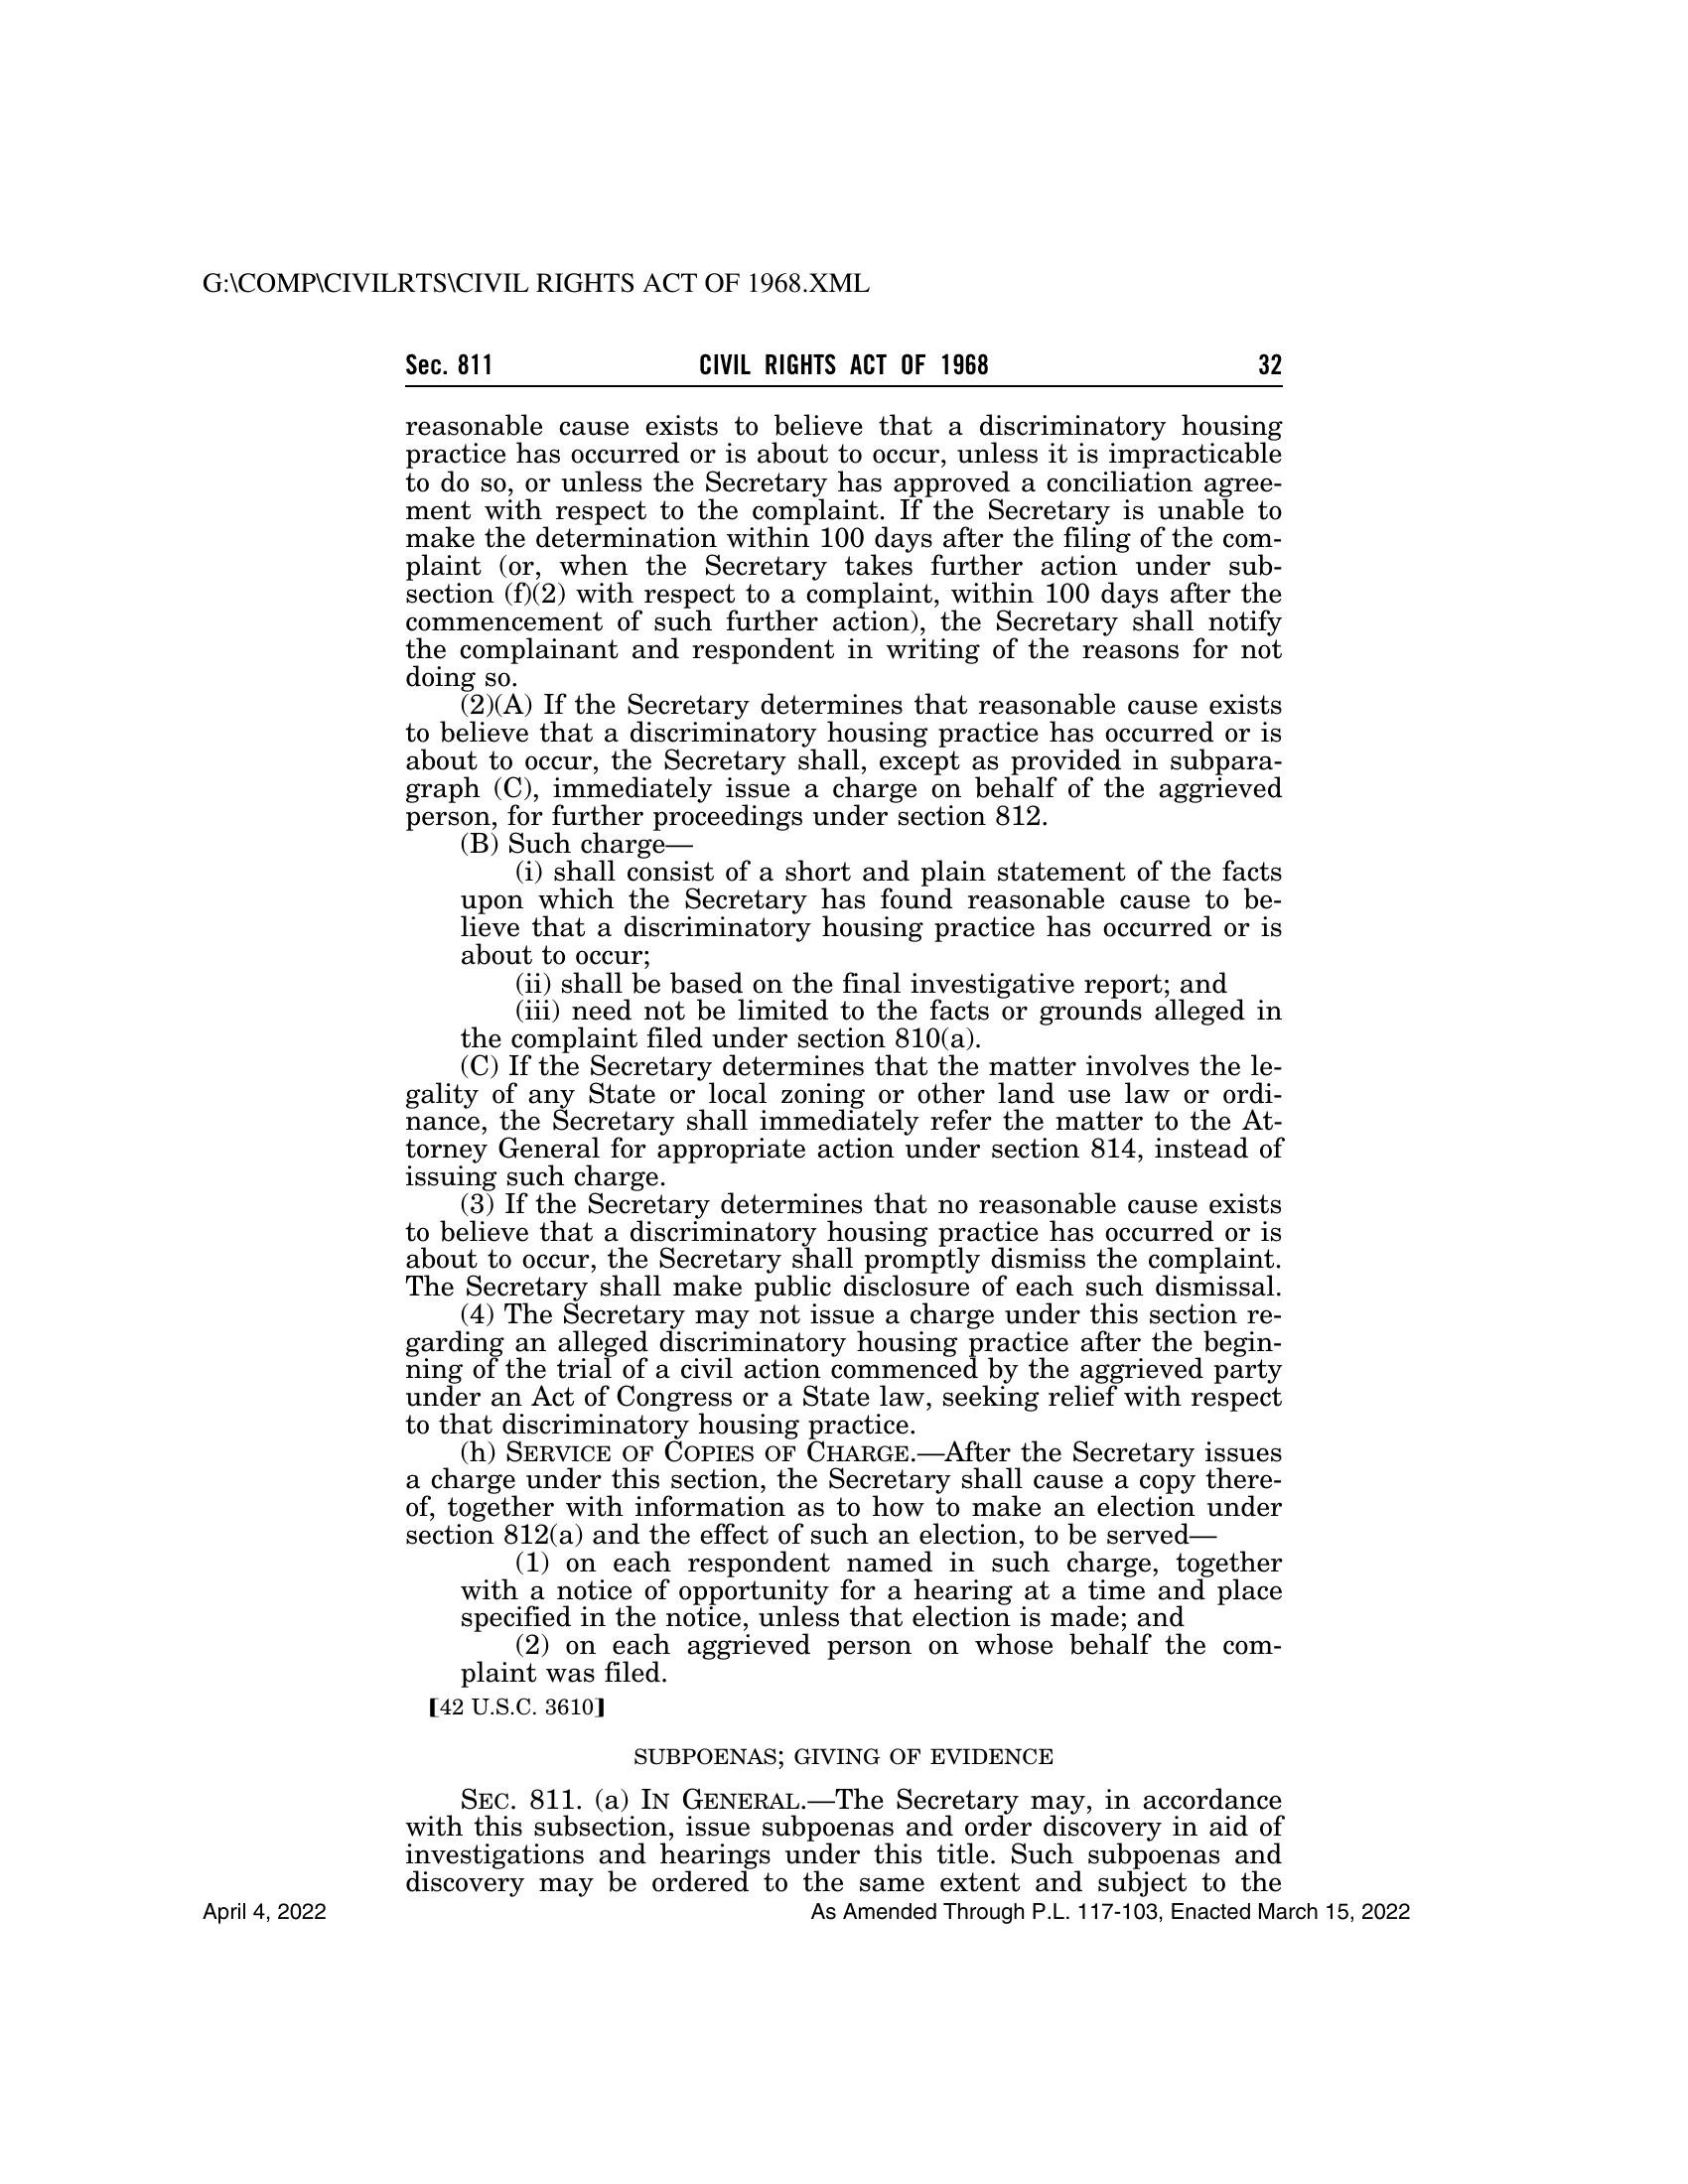 G:\COMP\CIVILRTS\CIVIL RIGHTS ACT OF 1968.XML
Sec. 811 CIVIL RIGHTS ACT OF 1968 32
reasonable cause exists to believe that a discriminatory housing
practice has occurred or is about to occur, unless it is impracticable
to do so, or unless the Secretary has approved a conciliation agree-
ment with respect to the complaint. If the Secretary is unable to
make the determination within 100 days after the filing of the com-
plaint (or, when the Secretary takes further action under sub-
section (f)(2) with respect to a complaint, within 100 days after the
commencement of such further action), the Secretary shall notify
the complainant and respondent in writing of the reasons for not
doing so.
(2)(A) If the Secretary determines that reasonable cause exists
to believe that a discriminatory housing practice has occurred or is
about to occur, the Secretary shall, except as provided in subpara-
graph (C), immediately issue a charge on behalf of the aggrieved
person, for further proceedings under section 812.
(B) Such charge—
(i) shall consist of a short and plain statement of the facts
upon which the Secretary has found reasonable cause to be-
lieve that a discriminatory housing practice has occurred or is
about to occur;
(ii) shall be based on the final investigative report; and
(iii) need not be limited to the facts or grounds alleged in
the complaint filed under section 810(a).
(C) If the Secretary determines that the matter involves the le-
gality of any State or local zoning or other land use law or ordi-
nance, the Secretary shall immediately refer the matter to the At-
torney General for appropriate action under section 814, instead of
issuing such charge.
(3) If the Secretary determines that no reasonable cause exists
to believe that a discriminatory housing practice has occurred or is
about to occur, the Secretary shall promptly dismiss the complaint.
The Secretary shall make public disclosure of each such dismissal.
(4) The Secretary may not issue a charge under this section re-
garding an alleged discriminatory housing practice after the begin-
ning of the trial of a civil action commenced by the aggrieved party
under an Act of Congress or a State law, seeking relief with respect
to that discriminatory housing practice.
(h) SERVICE OF COPIES OF CHARGE.—After the Secretary issues
a charge under this section, the Secretary shall cause a copy there-
of, together with information as to how to make an election under
section 812(a) and the effect of such an election, to be served—
(1) on each respondent named in such charge, together
with a notice of opportunity for a hearing at a time and place
specified in the notice, unless that election is made; and
(2) on each aggrieved person on whose behalf the com-
plaint was filed.
[42 U.S.C. 3610]
SUBPOENAS; GIVING OF EVIDENCE
SEC. 811. (a) IN GENERAL.—The Secretary may, in accordance
with this subsection, issue subpoenas and order discovery in aid of
investigations and hearings under this title. Such subpoenas and
discovery may be ordered to the same extent and subject to the
April 4, 2022 As Amended Through P.L. 117-103, Enacted March 15, 2022